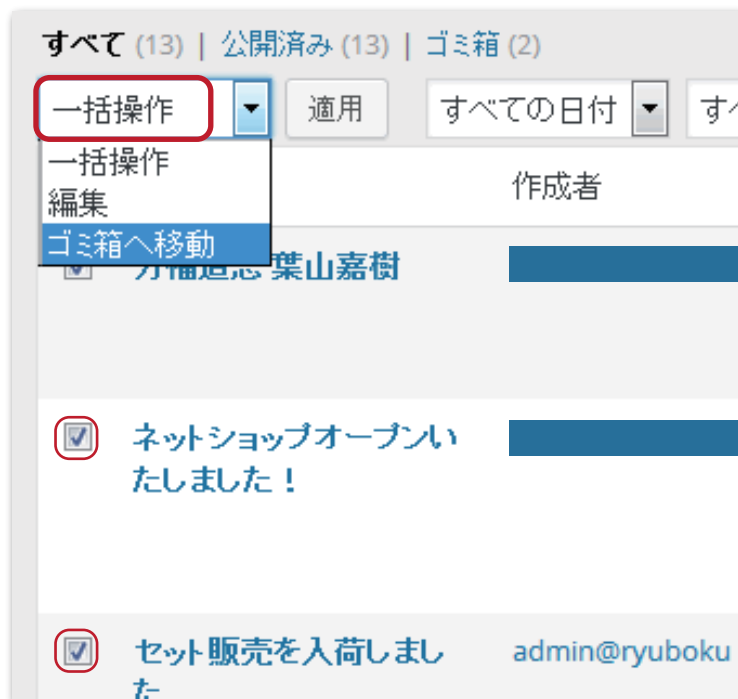 すべて (13) | 公開済み (13) | ゴミ箱 (2)
一括操作 適用 すべての日付 すべ
一括操作
編集
ゴミ箱へ移動
作成者
葉山嘉樹
ネットショップオープンい
たしました！
セット販売を入荷しまし
た
admin@ryuboku